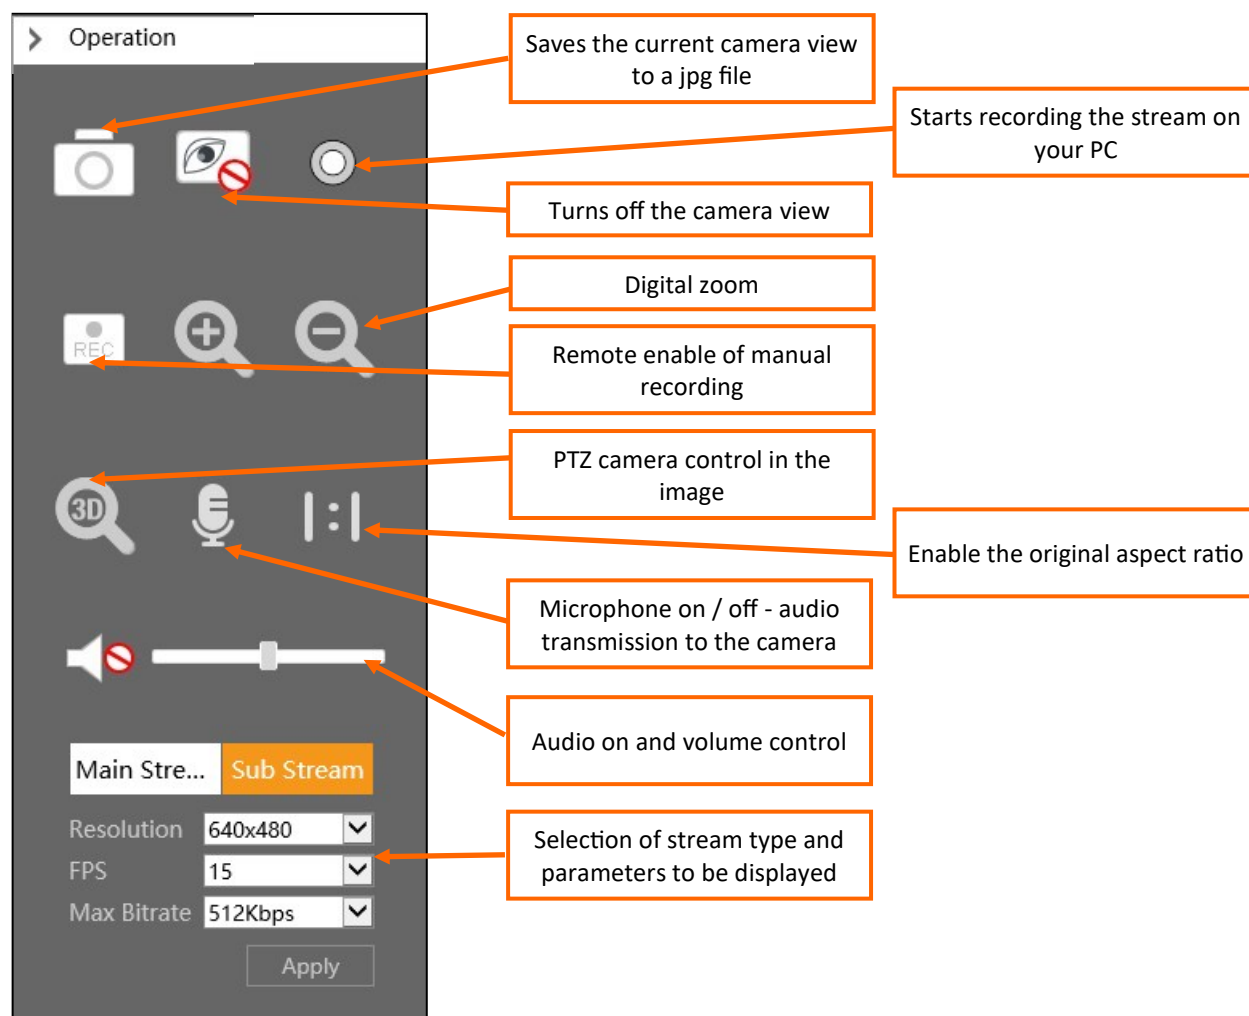 Operation
Saves the current camera view
to a jpg file
Starts recording the stream on
your PC
Turns off the camera view
Digital zoom
REC
Remote enable of manual
recording
PTZ camera control in the
image
3D
1:1
Enable the original aspect ratio
Microphone on / off - audio
transmission to the camera
Audio on and volume control
Main Stre... Sub Stream
Resolution 640x480
FPS 15
Max Bitrate 512Kbps
Selection of stream type and
parameters to be displayed
Apply